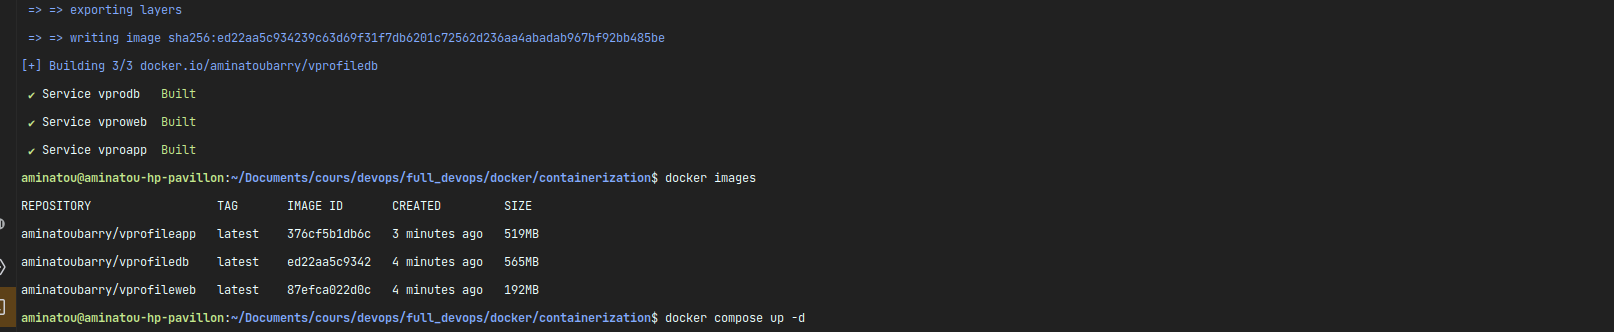 => => exporting layers
=> => writing image sha256:ed22aa5c934239c63d69f31f7db6201c72562d236aa4abadab967bf92bb485be
[+] Building 3/3 docker.io/aminatoubarry/vprofiledb
✔ Service vprodb   Built
✔ Service vproweb  Built
✔ Service vproapp  Built
aminatou@aminatou-hp-pavillon:~/Documents/cours/devops/full_devops/docker/containerization$ docker images
REPOSITORY                  TAG       IMAGE ID       CREATED         SIZE
aminatoubarry/vprofileapp   latest    376cf5b1db6c   3 minutes ago   519MB
aminatoubarry/vprofiledb    latest    ed22aa5c9342   4 minutes ago   565MB
aminatoubarry/vprofileweb   latest    87efca022d0c   4 minutes ago   192MB
aminatou@aminatou-hp-pavillon:~/Documents/cours/devops/full_devops/docker/containerization$ docker compose up -d